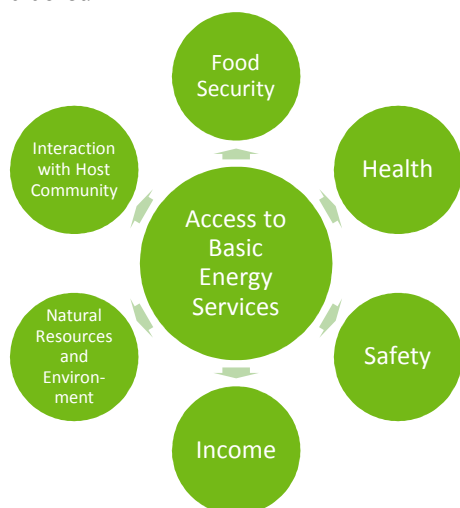 Food
Security
Interaction
with Host
Community
Health
Access to
Basic
Energy
Services
Natural
Resources
and
Environ-
ment
Safety
Income